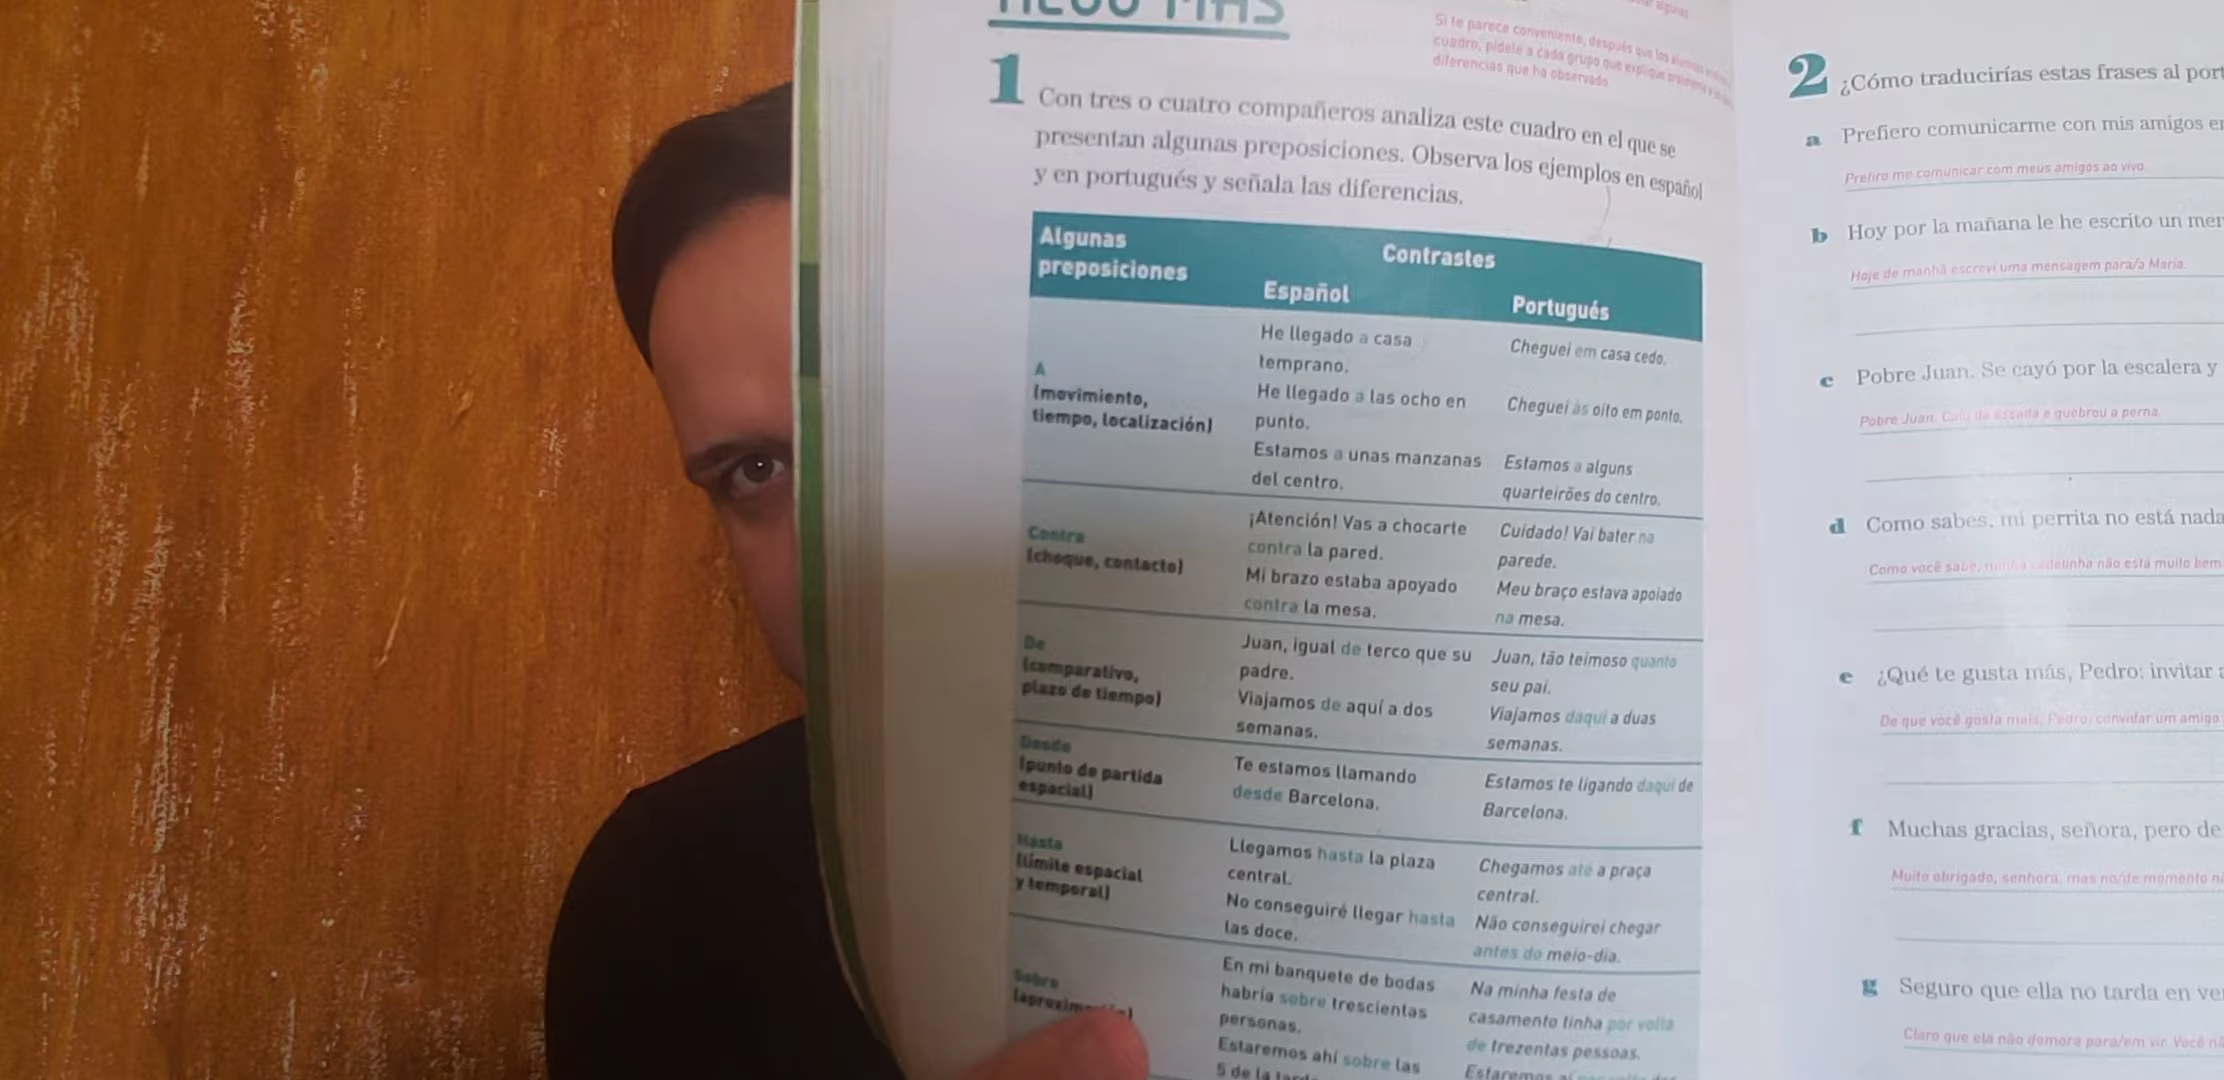 Si te parece conveniente, después que los alumnos
cuadro, pídele a cada grupo que explique
diferencias que ha observado
1 Con tres o cuatro compañeros analiza este cuadro en el que se
presentan algunas preposiciones. Observa los ejemplos en español
y en portugués y señala las diferencias.
Algunas
preposiciones
Contrastes
Español
Portugués
A
(movimiento,
tiempo, localización)
He llegado a casa
temprano.
Cheguei em casa cedo.
He llegado a las ocho en
punto.
Cheguei às oito em ponto.
Estamos a unas manzanas
del centro.
Estamos a alguns
quarteirões do centro.
Contra
(choque, contacto)
¡Atención! Vas a chocarte
contra la pared.
Cuidado! Vai bater na
parede.
Mi brazo estaba apoyado
contra la mesa.
Meu braço estava apoiado
na mesa.
De
(comparativo,
plazo de tiempo)
Juan, igual de terco que su
padre.
Juan, tão teimoso quanto
seu pai.
Viajamos de aquí a dos
semanas.
Viajamos daqui a duas
semanas.
Desde
(punto de partida
espacial)
Te estamos llamando
desde Barcelona.
Estamos te ligando daqui de
Barcelona.
Hasta
(límite espacial
y temporal)
Llegamos hasta la plaza
central.
Chegamos até a praça
central.
No conseguiré llegar hasta
las doce.
Não conseguirei chegar
antes do meio-dia.
Sobre
En mi banquete de bodas
habría sobre trescientas
personas.
Na minha festa de
casamento tinha por volta
de trezentas pessoas.
Estaremos ahí sobre las
5 de la
Estaremos
2 ¿Cómo traducirías estas frases al
a Prefiero comunicarme con mis amigos
Prefiro me comunicar com meus amigos ao vivo.
b Hoy por la mañana le he escrito un
Hoje de manhã escrevi uma mensagem para/a Maria.
c Pobre Juan. Se cayó por la escalera y
Pobre Juan. Caiu da escada e quebrou a perna.
d Como sabes, mi perrita no está nada
Como você sabe, minha cadelinha não está muito bem
e ¿Qué te gusta más, Pedro: invitar a
De que você gosta mais, Pedro: convidar um amigo
f Muchas gracias, señora, pero de
Muito obrigado, senhora, mas no/de momento
g Seguro que ella no tarda en
Claro que ela não demora para/em vir. Você